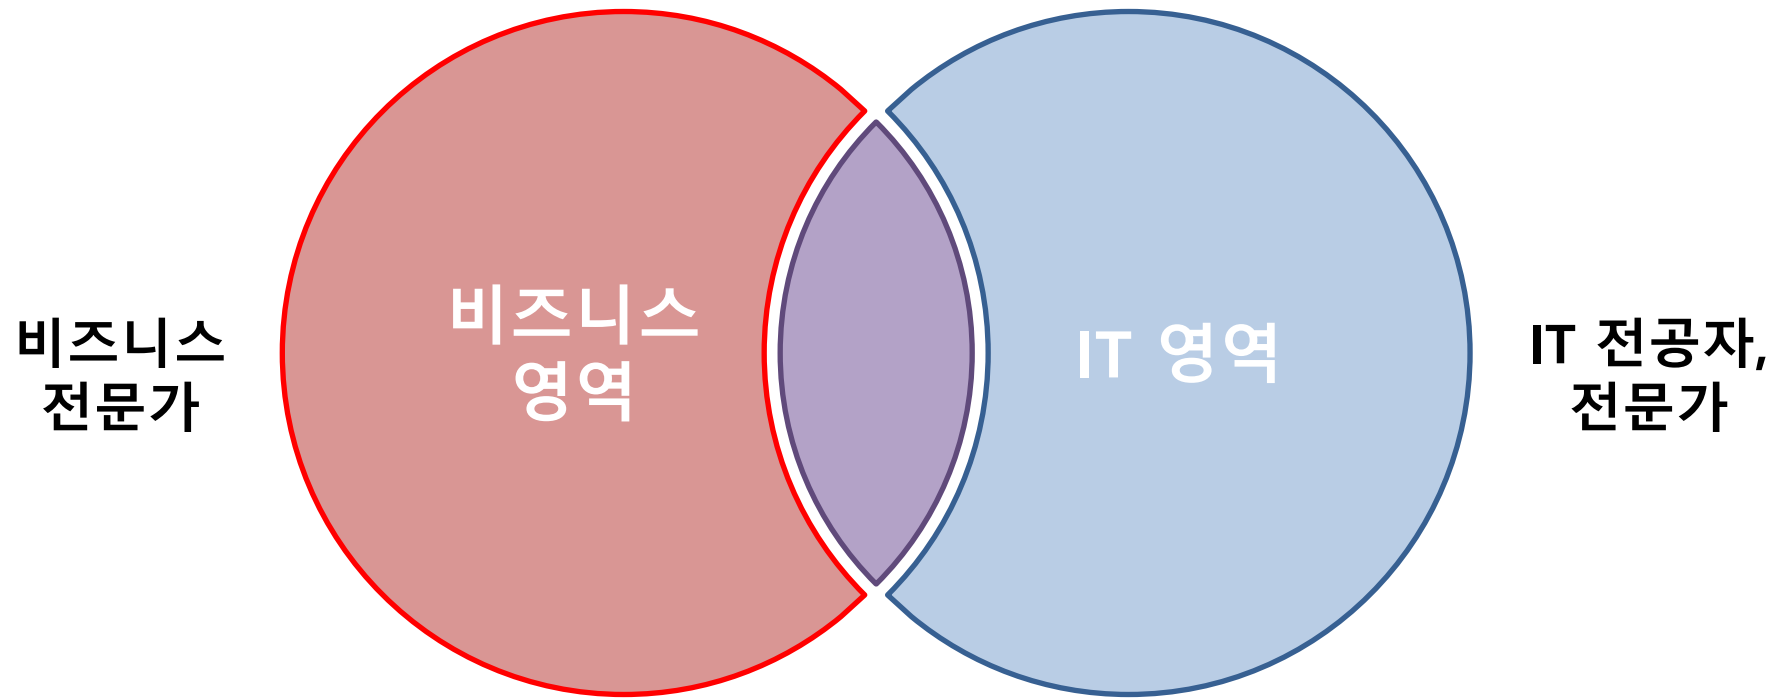 비즈니스
전문가
비즈니스
영역
IT 영역
IT 전공자,
전문가